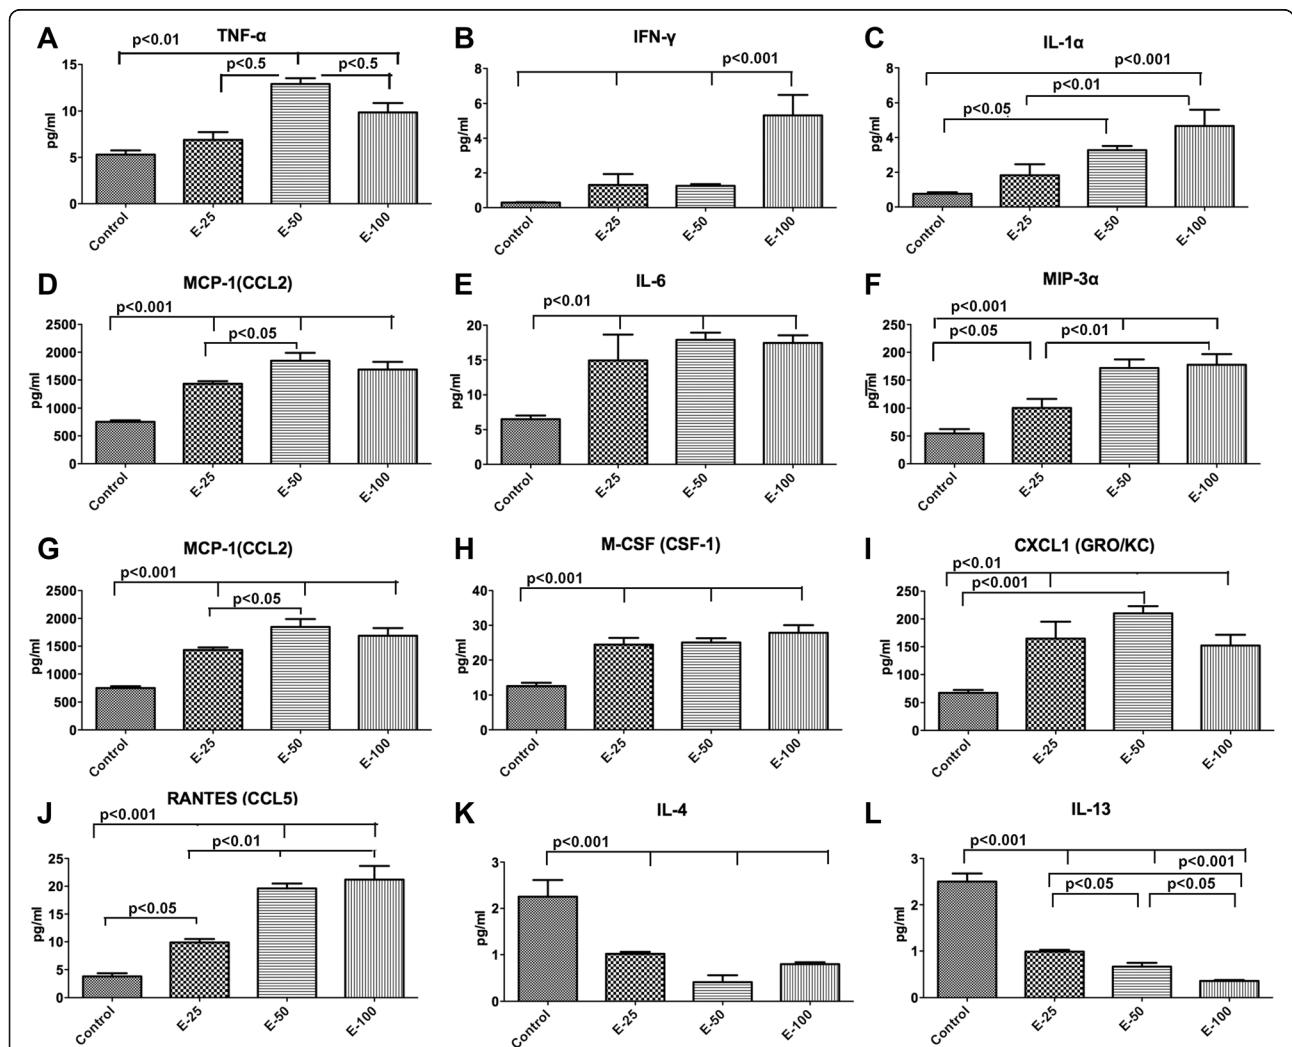 A
TNF-α
p<0.01
p<0.5
p<0.5
15
10
5
0
pg/ml
Control
E-25
E-50
E-100
B
IFN-γ
p<0.001
8
6
4
2
0
pg/ml
Control
E-25
E-50
E-100
C
IL-1α
p<0.001
p<0.01
p<0.05
8
6
4
2
0
pg/ml
Control
E-25
E-50
E-100
D
MCP-1(CCL2)
p<0.001
p<0.05
2500
2000
1500
1000
500
0
pg/ml
Control
E-25
E-50
E-100
E
IL-6
p<0.01
20
15
10
5
0
pg/ml
Control
E-25
E-50
E-100
F
MIP-3α
p<0.001
p<0.05
p<0.01
250
200
150
100
50
0
pg/ml
Control
E-25
E-50
E-100
G
MCP-1(CCL2)
p<0.001
p<0.05
2500
2000
1500
1000
500
0
pg/ml
Control
E-25
E-50
E-100
H
M-CSF (CSF-1)
p<0.001
40
30
20
10
0
pg/ml
Control
E-25
E-50
E-100
I
CXCL1 (GRO/KC)
p<0.01
p<0.001
250
200
150
100
50
0
pg/ml
Control
E-25
E-50
E-100
J
RANTES (CCL5)
p<0.001
p<0.01
p<0.05
25
20
15
10
5
0
pg/ml
Control
E-25
E-50
E-100
K
IL-4
p<0.001
3
2
1
0
pg/ml
Control
E-25
E-50
E-100
L
IL-13
p<0.001
p<0.001
p<0.05
p<0.05
3
2
1
0
pg/ml
Control
E-25
E-50
E-100